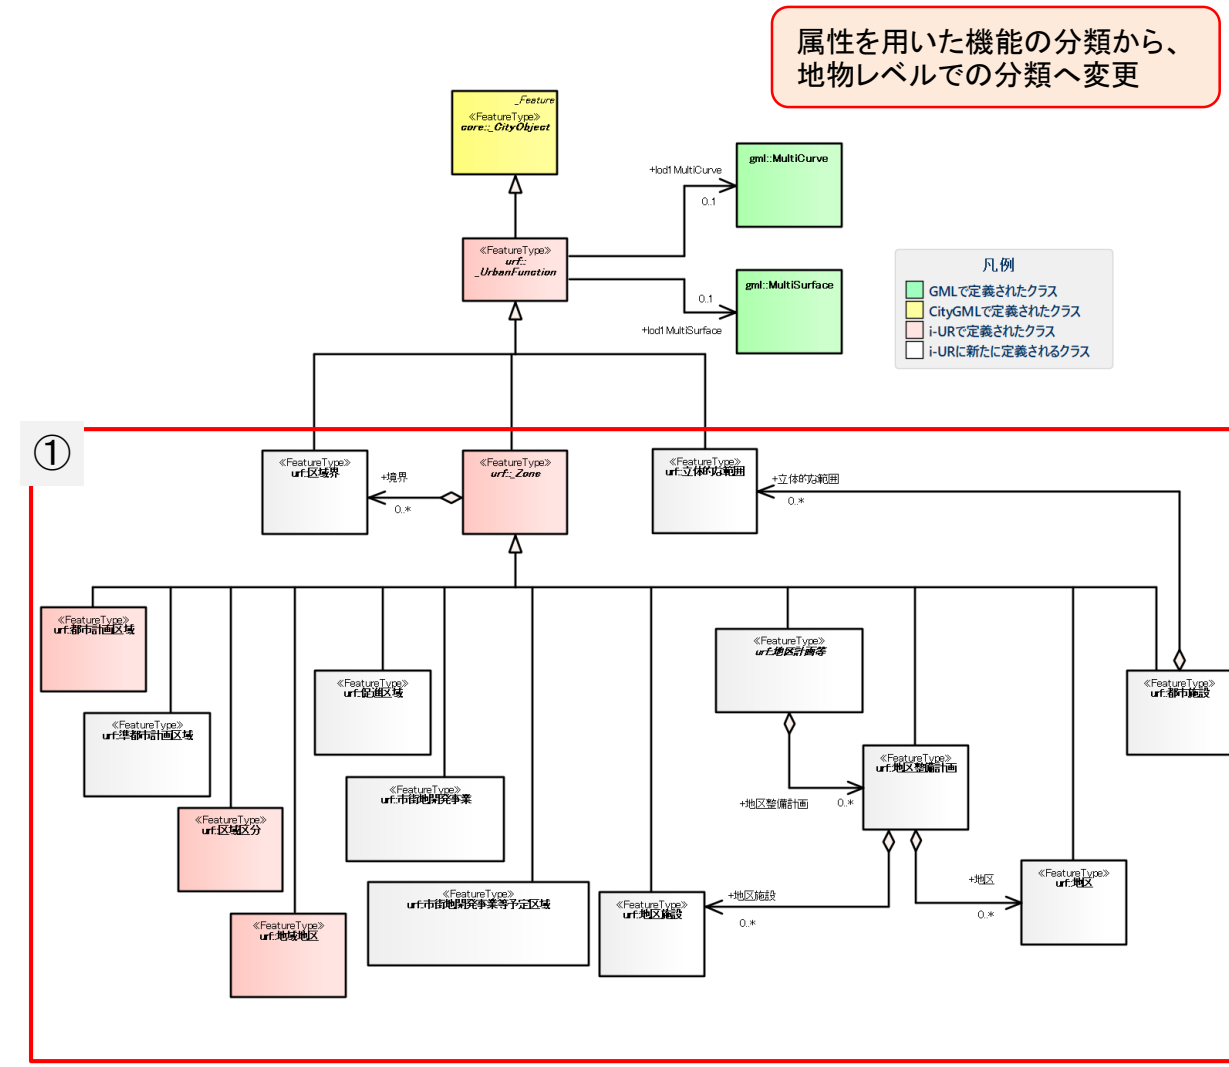 属性を用いた機能の分類から、
地物レベルでの分類へ変更
_Feature
«FeatureType»
core::_CityObject
gml::MultiCurve
+lod1MultiCurve
0..1
«FeatureType»
urf::
_UrbanFunction
gml::MultiSurface
0..1
+lod1MultiSurface
凡例
GMLで定義されたクラス
CityGMLで定義されたクラス
i-URで定義されたクラス
i-URに新たに定義されるクラス
①
«FeatureType»
urf::区域界
+境界
0..*
«FeatureType»
urf::_Zone
«FeatureType»
urf::立体的な範囲
+立体的な範囲
0..*
«FeatureType»
urf::都市計画区域
«FeatureType»
urf::準都市計画区域
«FeatureType»
urf::区域区分
«FeatureType»
urf::地域地区
«FeatureType»
urf::促進区域
«FeatureType»
urf::市街地開発事業
«FeatureType»
urf::市街地開発事業等予定区域
«FeatureType»
urf::地区施設
+地区施設
0..*
«FeatureType»
urf::地区計画等
+地区整備計画
0..*
«FeatureType»
urf::地区整備計画
+地区
0..*
«FeatureType»
urf::地区
«FeatureType»
urf::都市施設